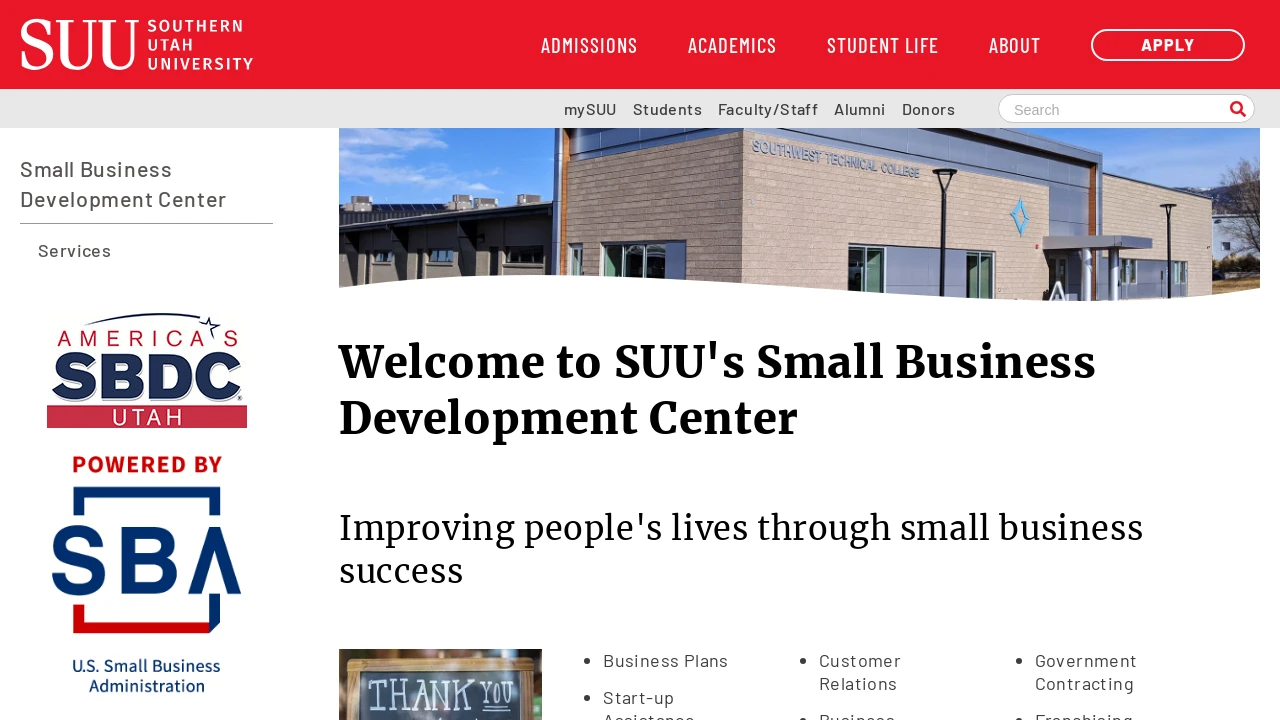 SUU SOUTHERN
UTAH
UNIVERSITY
ADMISSIONS ACADEMICS STUDENT LIFE ABOUT APPLY
mySUU Students Faculty/Staff Alumni Donors Search
Small Business
Development Center
Services
AMERICA'S
SBDC
UTAH
POWERED BY
SBA
U.S. Small Business
Administration
SOUTHWEST TECHNICAL COLLEGE
Welcome to SUU's Small Business
Development Center
Improving people's lives through small business
success
THANK YOU
Business Plans
Start-up
Assistance
Customer
Relations
Business
Government
Contracting
Franchising